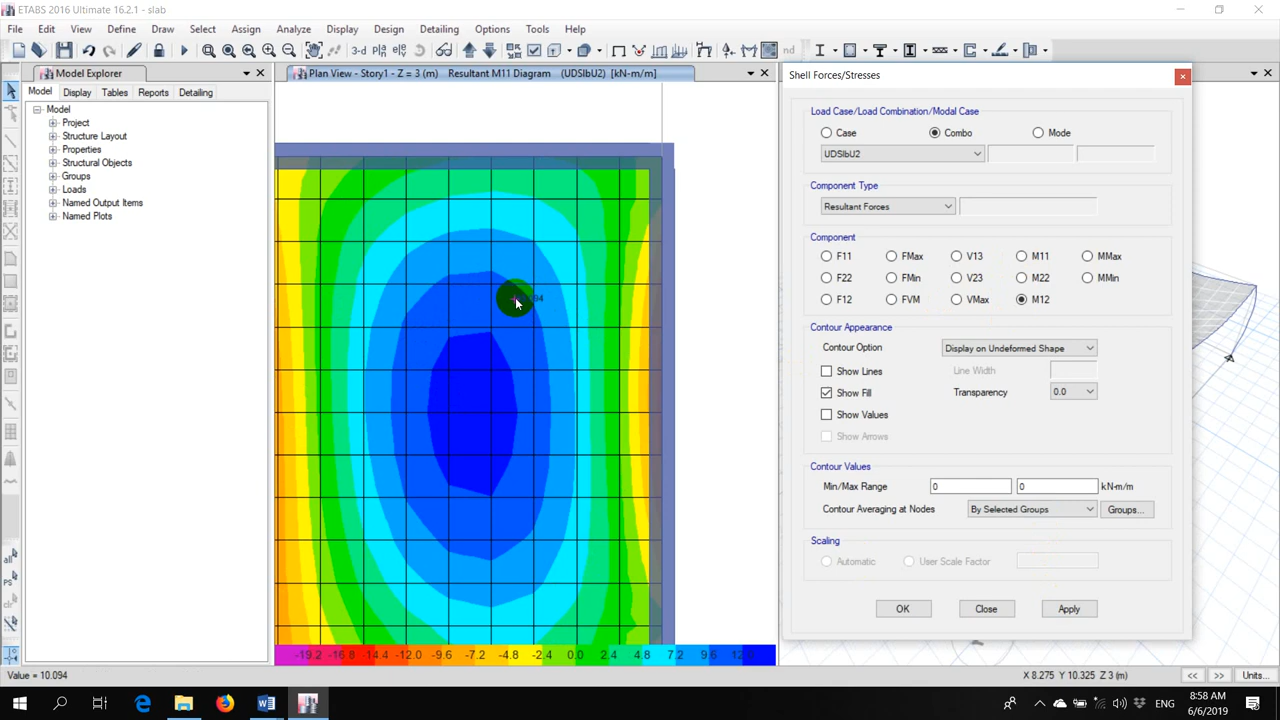 ETABS 2016 Ultimate 16.2.1 - slab
File Edit View Define Draw Select Assign Analyze Display Design Detailing Options Tools Help
3-d nd
Model Explorer
Plan View - Story1 - Z = 3 (m) Resultant M11 Diagram (UDSlbU2) [kN-m/m]
Model Display Tables Reports Detailing
Model
Project
Structure Layout
Properties
Structural Objects
Groups
Loads
Named Output Items
Named Plots
all
PS
clr
-19.2 -16.8 -14.4 -12.0 -9.6 -7.2 -4.8 -2.4 0.0 2.4 4.8 7.2 9.6
Shell Forces/Stresses
Load Case/Load Combination/Modal Case
Case Combo Mode
UDSlbU2
Component Type
Resultant Forces
Component
F11 FMax V13 M11 MMax
F22 FMin V23 M22 MMin
F12 FVM VMax M12
Contour Appearance
Contour Option Display on Undeformed Shape
Show Lines Line Width
Show Fill Transparency 0.0
Show Values
Show Arrows
Contour Values
Min/Max Range 0 0 kN-m/m
Contour Averaging at Nodes By Selected Groups Groups...
Scaling
Automatic User Scale Factor
OK Close Apply
Value = 10.094
X 8.275 Y 10.325 Z 3 (m) << >> Units...
ENG 8:58 AM
6/6/2019